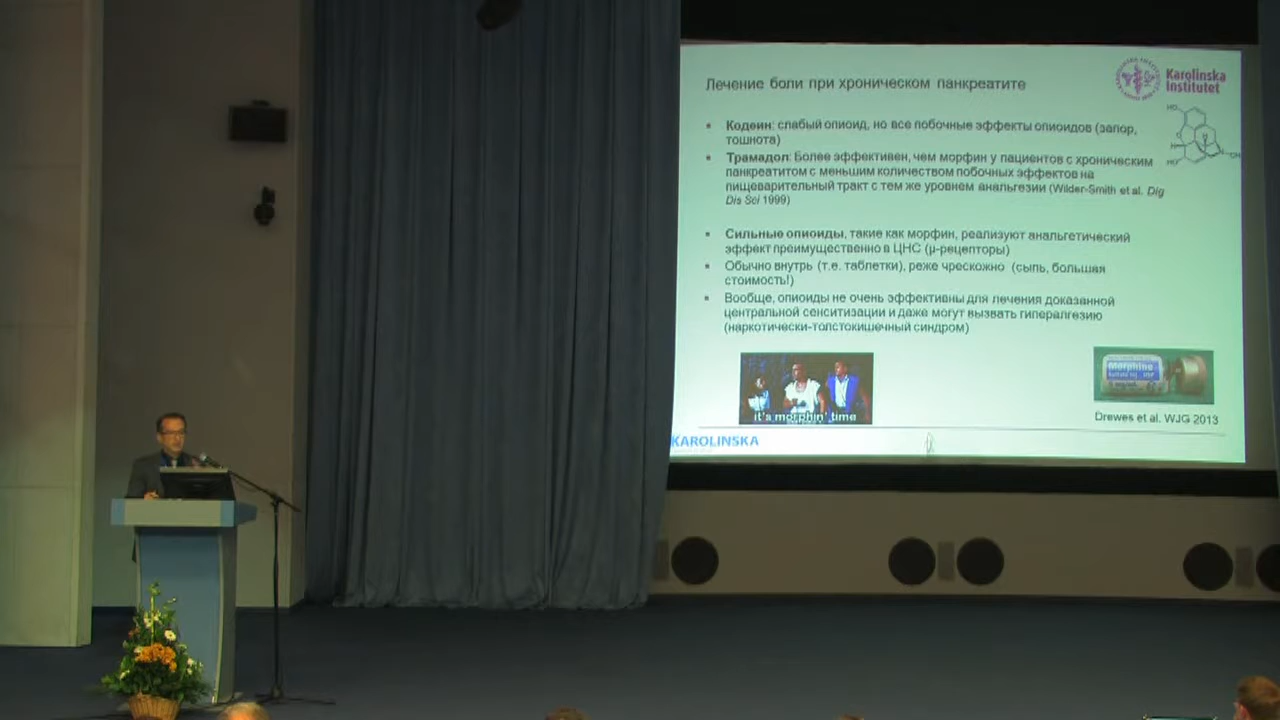 Лечение боли при хроническом панкреатите
Karolinska
Institutet
Кодеин: слабый опиоид, но все побочные эффекты опиоидов (запор,
тошнота)
Трамадол: Более эффективен, чем морфин у пациентов с хроническим
панкреатитом с меньшим количеством побочных эффектов на
пищеварительный тракт с тем же уровнем анальгезии (Wilder-Smith et al. Dig
Dis Sci 1999)
Сильные опиоиды, такие как морфин, реализуют анальгетический
эффект преимущественно в ЦНС (μ-рецепторы)
Обычно внутрь (т.е. таблетки), реже чрескожно (сыпь, большая
стоимость!)
Вообще, опиоиды не очень эффективны для лечения доказанной
центральной сенситизации и даже могут вызвать гипералгезию
(наркотически-толстокишечный синдром)
it's morphin' time
Morphine
Drewes et al. WJG 2013
KAROLINSKA